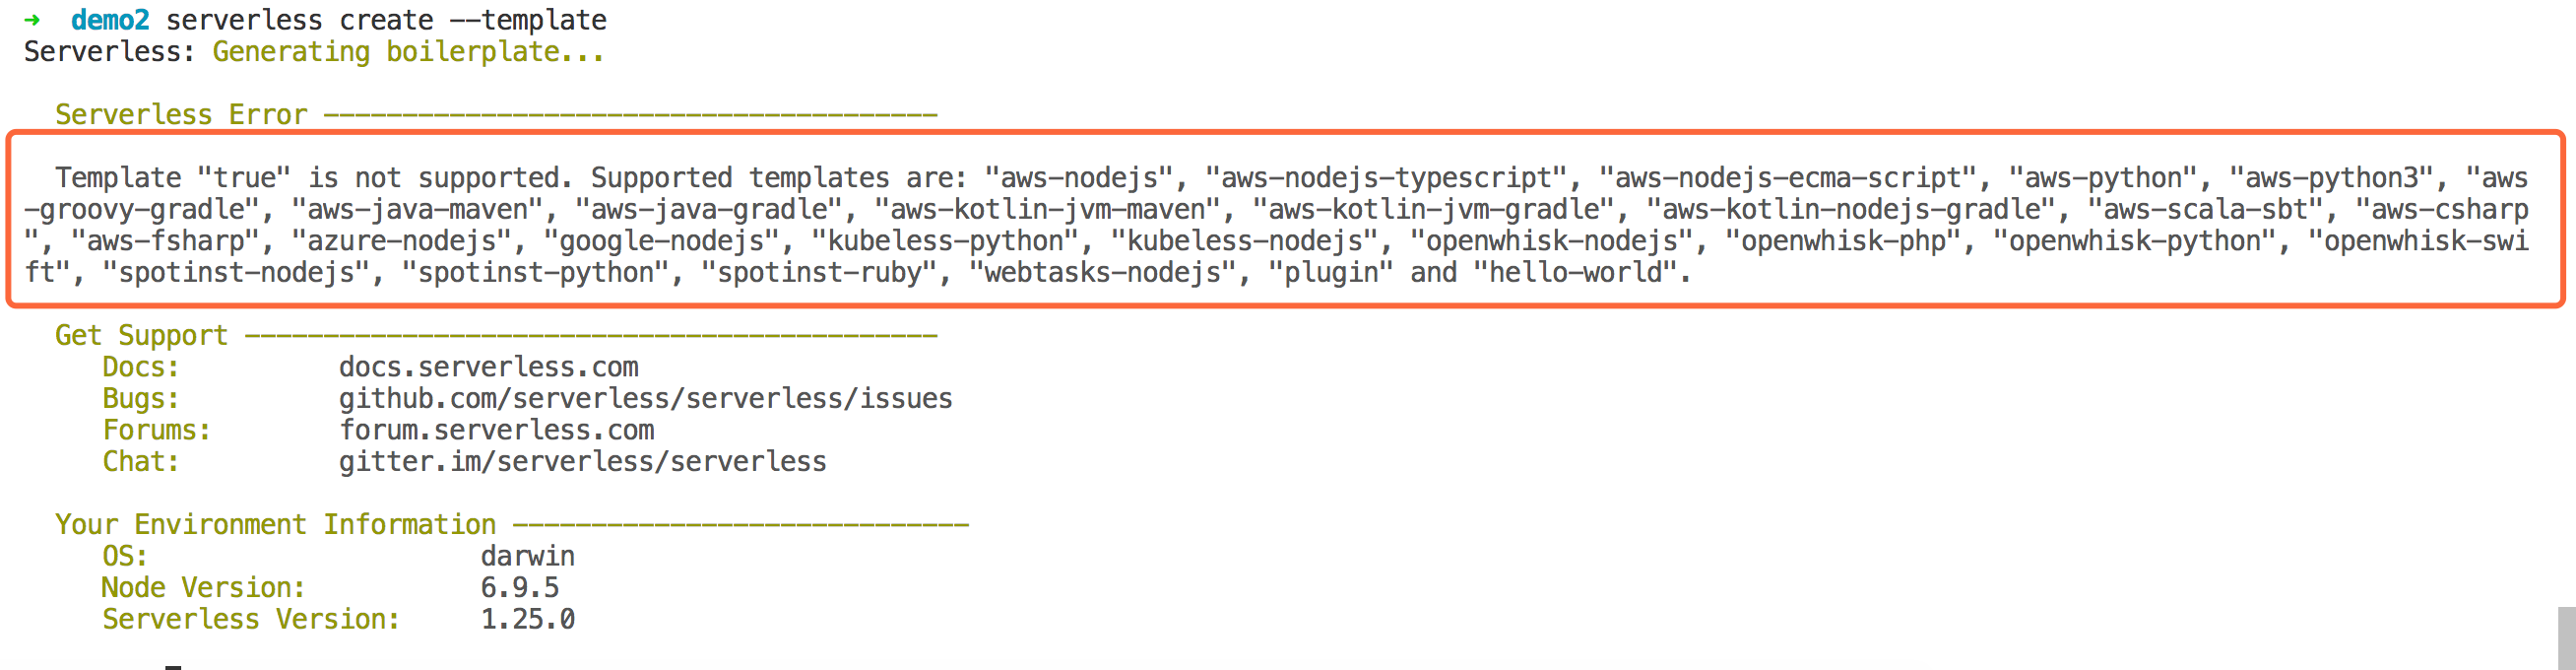 ➜ demo2 serverless create --template
Serverless: Generating boilerplate...
Serverless Error ---------------------------------------
Template "true" is not supported. Supported templates are: "aws-nodejs", "aws-nodejs-typescript", "aws-nodejs-ecma-script", "aws-python", "aws-python3", "aws
-groovy-gradle", "aws-java-maven", "aws-java-gradle", "aws-kotlin-jvm-maven", "aws-kotlin-jvm-gradle", "aws-kotlin-nodejs-gradle", "aws-scala-sbt", "aws-csharp
", "aws-fsharp", "azure-nodejs", "google-nodejs", "kubeless-python", "kubeless-nodejs", "openwhisk-nodejs", "openwhisk-php", "openwhisk-python", "openwhisk-swi
ft", "spotinst-nodejs", "spotinst-python", "spotinst-ruby", "webtasks-nodejs", "plugin" and "hello-world".
Get Support --------------------------------------------
Docs: docs.serverless.com
Bugs: github.com/serverless/serverless/issues
Forums: forum.serverless.com
Chat: gitter.im/serverless/serverless
Your Environment Information -----------------------------
OS: darwin
Node Version: 6.9.5
Serverless Version: 1.25.0